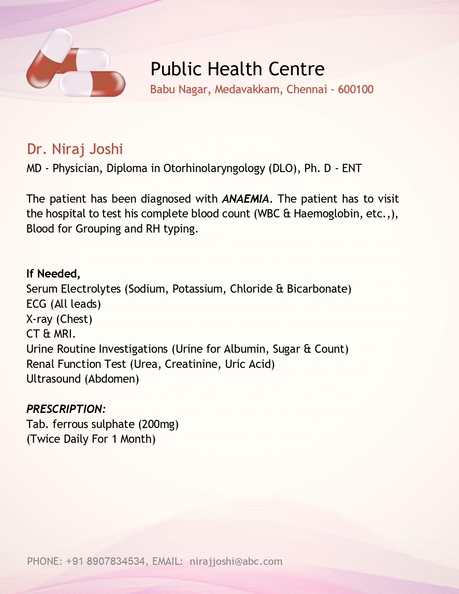 Public Health Centre
Babu Nagar, Medavakkam, Chennai - 600100
Dr. Niraj Joshi
MD - Physician, Diploma in Otorhinolaryngology (DLO), Ph. D - ENT
The patient has been diagnosed with ANAEMIA. The patient has to visit
the hospital to test his complete blood count (WBC & Haemoglobin, etc.,),
Blood for Grouping and RH typing.
If Needed,
Serum Electrolytes (Sodium, Potassium, Chloride & Bicarbonate)
ECG (All leads)
X-ray (Chest)
CT & MRI.
Urine Routine Investigations (Urine for Albumin, Sugar & Count)
Renal Function Test (Urea, Creatinine, Uric Acid)
Ultrasound (Abdomen)
PRESCRIPTION:
Tab. ferrous sulphate (200mg)
(Twice Daily For 1 Month)
PHONE: +91 8907834534, EMAIL: nirajjoshi@abc.com